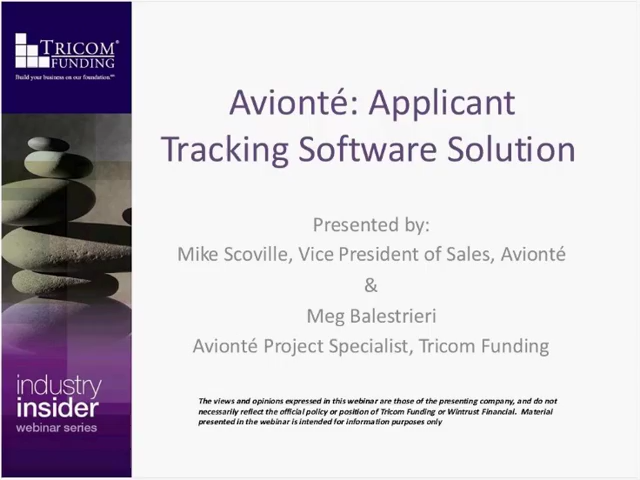 TRICOM®
FUNDING
Build your business on our foundation.℠
Avionté: Applicant
Tracking Software Solution
Presented by:
Mike Scoville, Vice President of Sales, Avionté
&
Meg Balestrieri
Avionté Project Specialist, Tricom Funding
industry
insider
webinar series
The views and opinions expressed in this webinar are those of the presenting company, and do not
necessarily reflect the official policy or position of Tricom Funding or Wintrust Financial. Material
presented in the webinar is intended for information purposes only